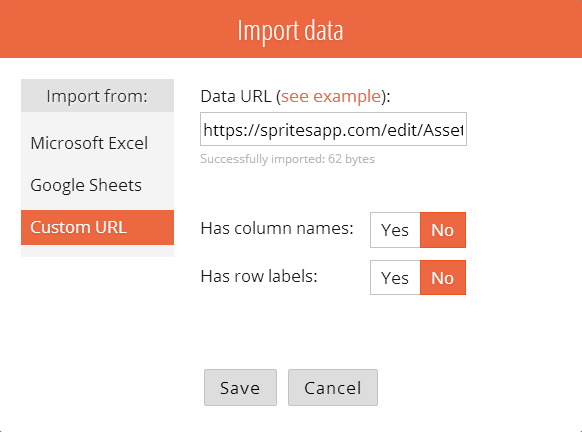 Import data
Import from:
Microsoft Excel
Google Sheets
Custom URL
Data URL (see example):
https://spritesapp.com/edit/Asset
Successfully imported: 62 bytes
Has column names: Yes No
Has row labels: Yes No
Save Cancel